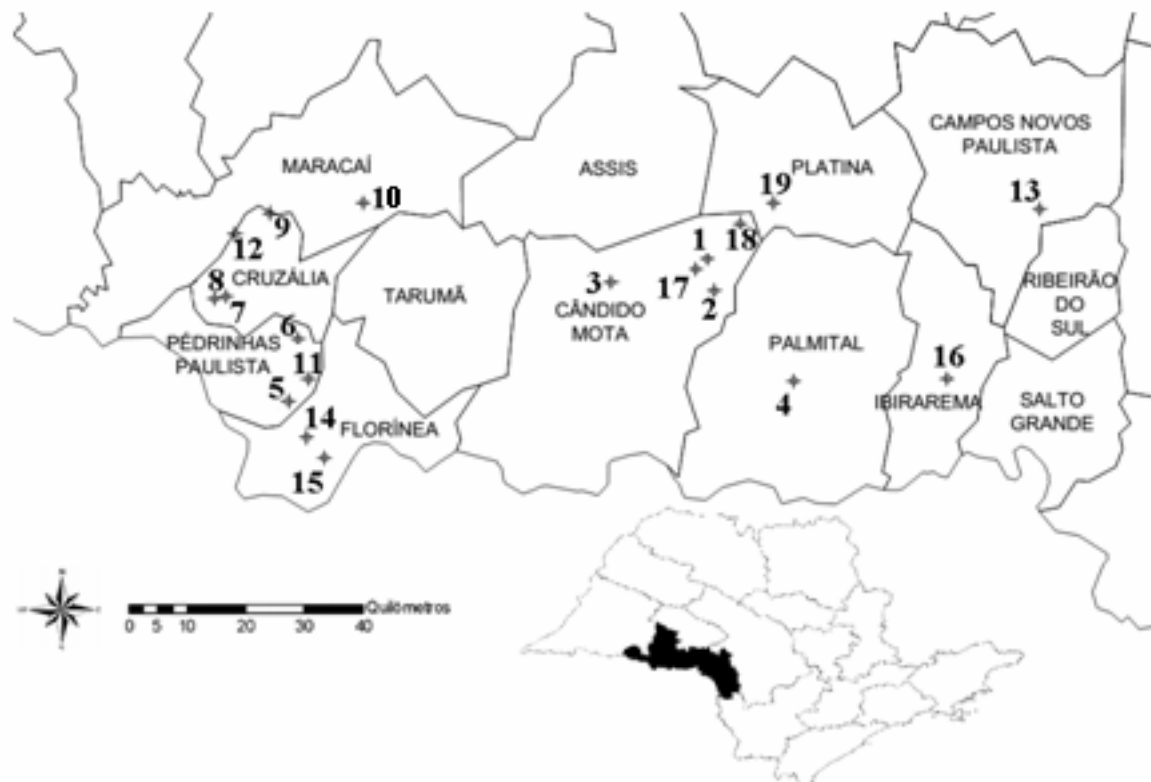 CAMPOS NOVOS
PAULISTA
MARACAÍ
ASSIS
PLATINA
10
19
13
9
12
18
1
8
CRUZÁLIA
7
3
17
2
TARUMÃ
CÂNDIDO
MOTA
RIBEIRÃO
DO
SUL
6
PEDRINHAS
PAULISTA
11
5
PALMITAL
4
16
IBIRAREMA
SALTO
GRANDE
14
FLORÍNEA
15
Quilómetros
0 5 10 20 30 40